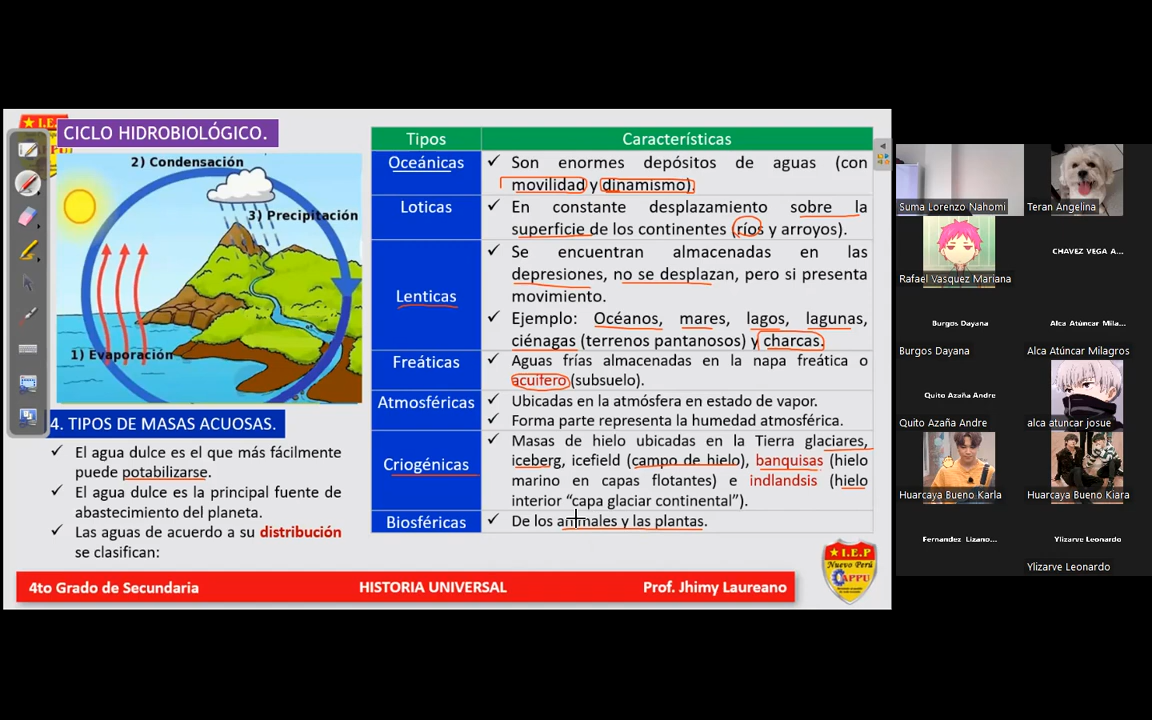 I.E.P
CICLO HIDROBIOLÓGICO.
2) Condensación
3) Precipitación
1) Evaporación
4. TIPOS DE MASAS ACUOSAS.
✓ El agua dulce es el que más fácilmente
puede potabilizarse.
✓ El agua dulce es la principal fuente de
abastecimiento del planeta.
✓ Las aguas de acuerdo a su distribución
se clasifican:
Tipos
Características
Oceánicas
✓ Son enormes depósitos de aguas (con
movilidad y dinamismo).
Loticas
✓ En constante desplazamiento sobre la
superficie de los continentes (ríos y arroyos).
Lenticas
✓ Se encuentran almacenadas en las
depresiones, no se desplazan, pero si presenta
movimiento.
✓ Ejemplo: Océanos, mares, lagos, lagunas,
ciénagas (terrenos pantanosos) y charcas.
Freáticas
✓ Aguas frías almacenadas en la napa freática o
acuífero (subsuelo).
Atmosféricas
✓ Ubicadas en la atmósfera en estado de vapor.
✓ Forma parte representa la humedad atmosférica.
Criogénicas
✓ Masas de hielo ubicadas en la Tierra glaciares,
iceberg, icefield (campo de hielo), banquisas (hielo
marino en capas flotantes) e indlandsis (hielo
interior “capa glaciar continental”).
Biosféricas
✓ De los animales y las plantas.
4to Grado de Secundaria
HISTORIA UNIVERSAL
Prof. Jhimy Laureano
I.E.P
Nuevo Perú
CAPPU
Suma Lorenzo Nahomi
Teran Angelina
Rafael Vasquez Mariana
CHAVEZ VEGA A...
Burgos Dayana
Alca Atúncar Mila...
Burgos Dayana
Alca Atúncar Milagros
Quito Azaña Andre
Quito Azaña Andre
alca atuncar josue
Huarcaya Bueno Karla
Huarcaya Bueno Kiara
Fernandez Lizano...
Ylizarve Leonardo
Ylizarve Leonardo